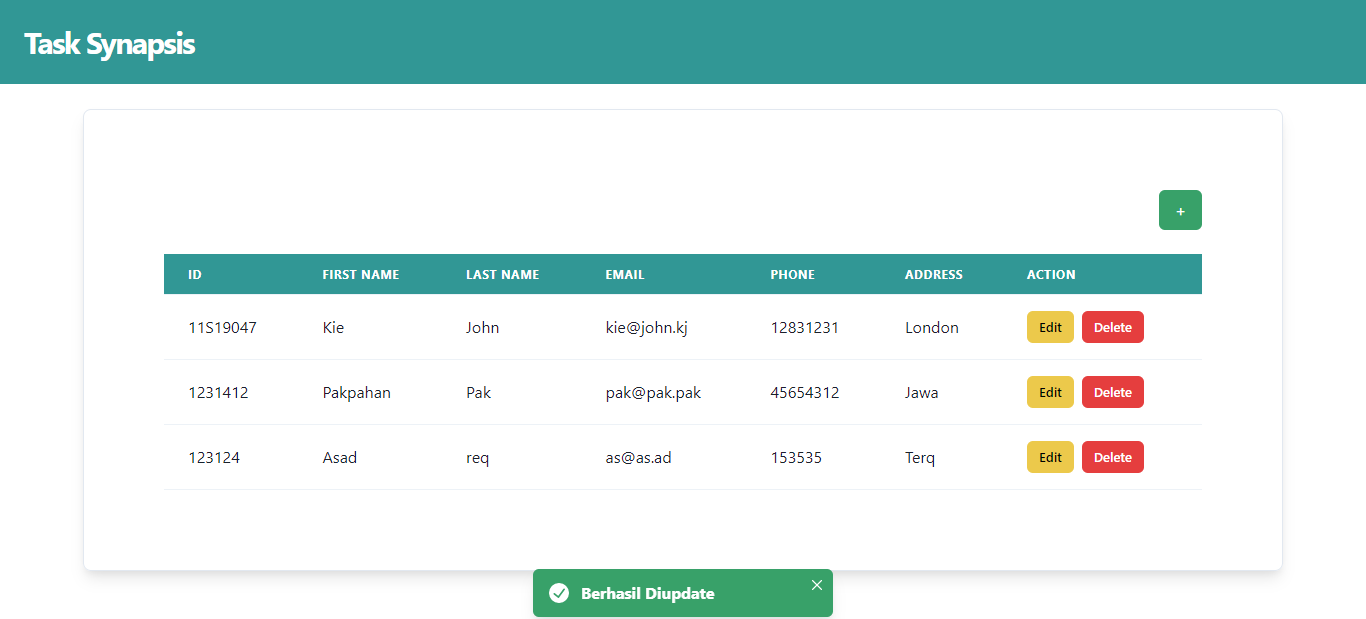 Task Synapsis
+
ID FIRST NAME LAST NAME EMAIL PHONE ADDRESS ACTION
11S19047 Kie John kie@john.kj 12831231 London Edit Delete
1231412 Pakpahan Pak pak@pak.pak 45654312 Jawa Edit Delete
123124 Asad req as@as.ad 153535 Terq Edit Delete
Berhasil Diupdate